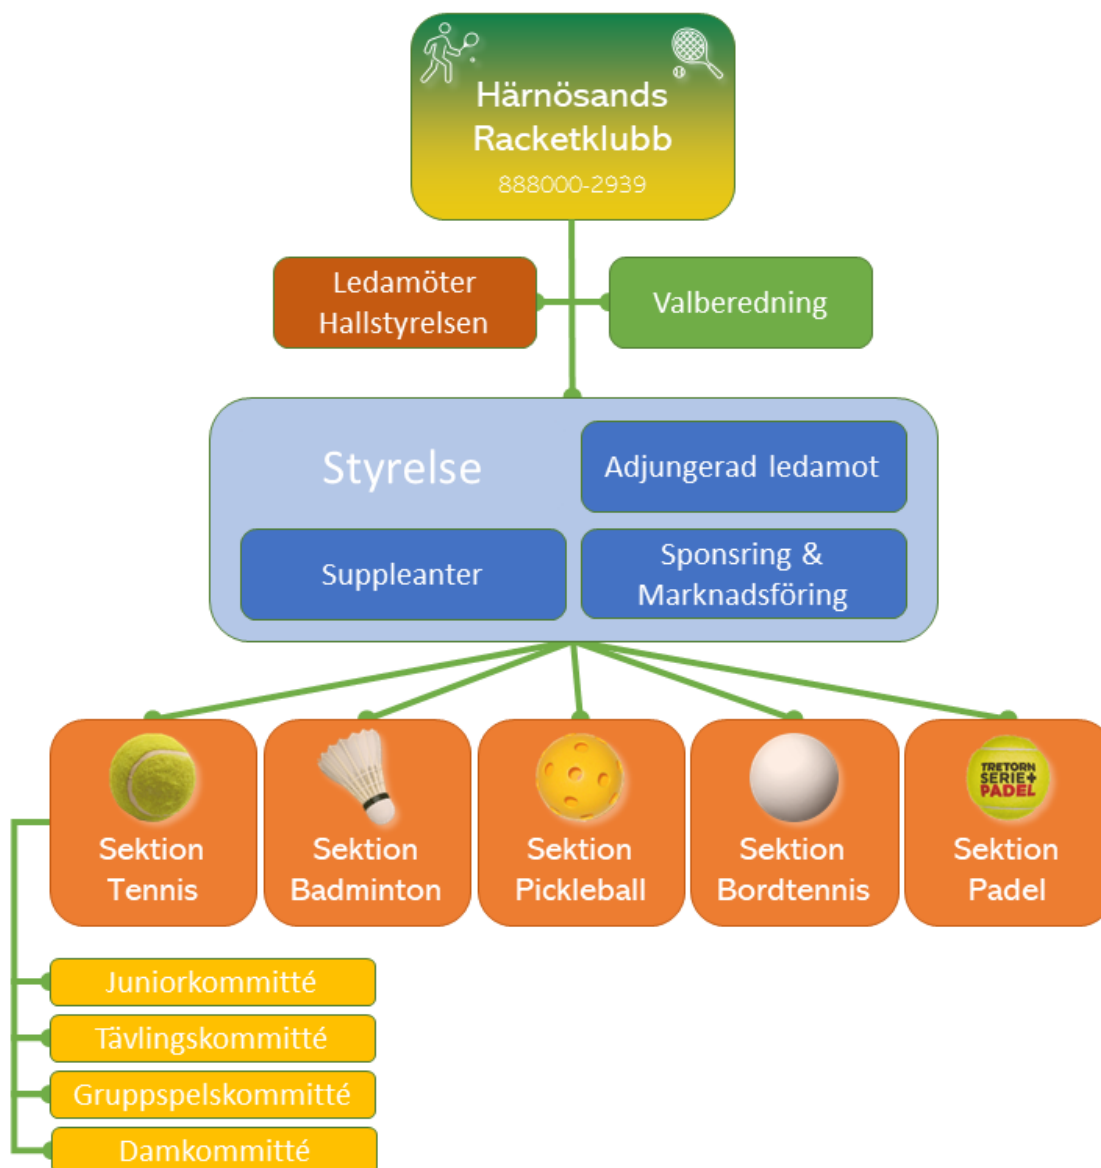 Härnösands
Racketklubb
888000-2939
Ledamöter
Hallstyrelsen
Valberedning
Styrelse
Adjungerad ledamot
Suppleanter
Sponsring &
Marknadsföring
Sektion
Tennis
Sektion
Badminton
Sektion
Pickleball
Sektion
Bordtennis
TRETORN
SERIE+
PADEL
Sektion
Padel
Juniorkommitté
Tävlingskommitté
Gruppspelskommitté
Damkommitté